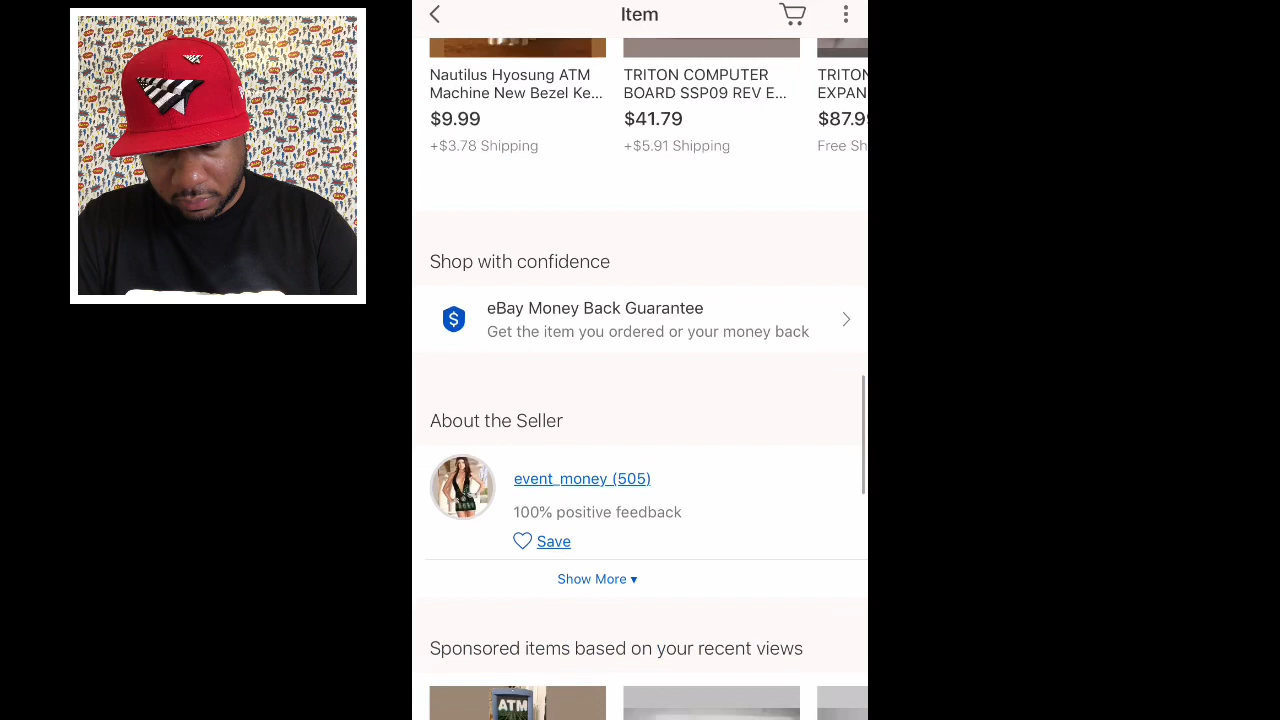 Item
Nautilus Hyosung ATM
Machine New Bezel Ke...
$9.99
+$3.78 Shipping
TRITON COMPUTER
BOARD SSP09 REV E...
$41.79
+$5.91 Shipping
TRITON
EXPAN
$87.9
Free Sh
Shop with confidence
eBay Money Back Guarantee
Get the item you ordered or your money back
About the Seller
event_money (505)
100% positive feedback
Save
Show More ▾
Sponsored items based on your recent views
ATM